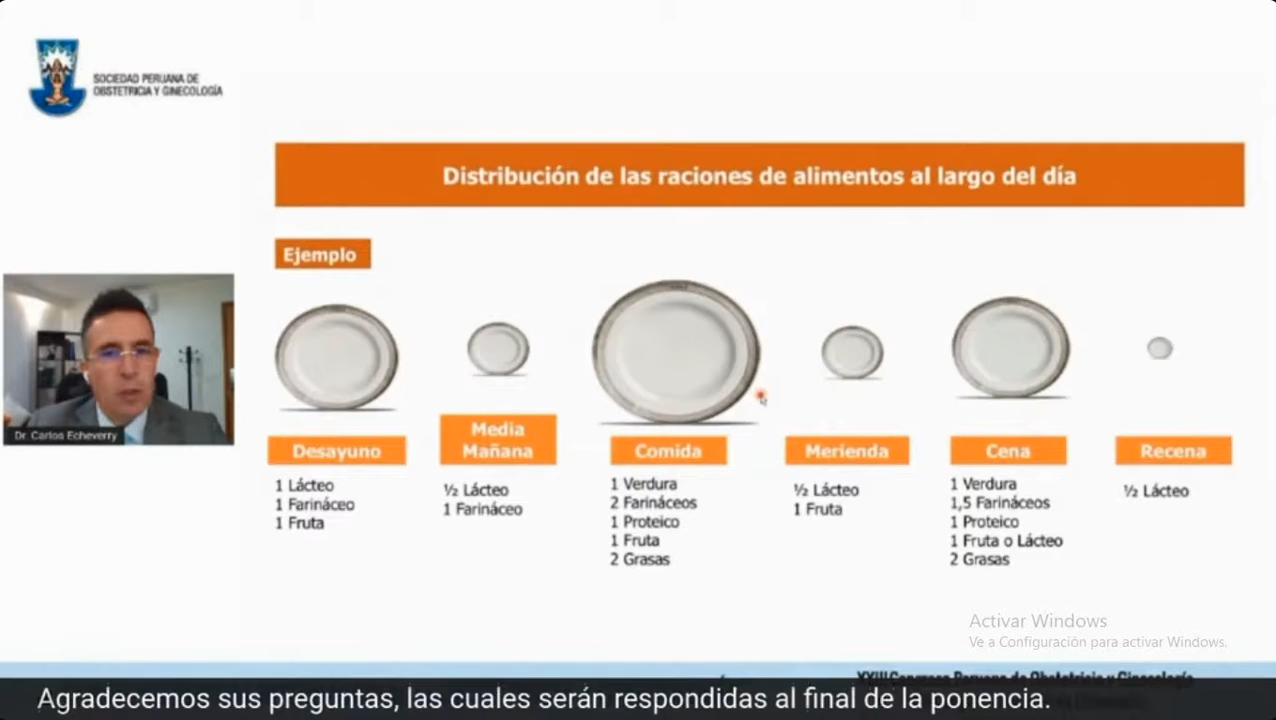 SOCIEDAD PERUANA DE
OBSTETRICIA Y GINECOLOGÍA
Distribución de las raciones de alimentos al largo del día
Ejemplo
Dr. Carlos Echeverry
Desayuno
1 Lácteo
1 Farináceo
1 Fruta
Media
Mañana
½ Lácteo
1 Farináceo
Comida
1 Verdura
2 Farináceos
1 Proteico
1 Fruta
2 Grasas
Merienda
½ Lácteo
1 Fruta
Cena
1 Verdura
1,5 Farináceos
1 Proteico
1 Fruta o Lácteo
2 Grasas
Recena
½ Lácteo
Activar Windows
Ve a Configuración para activar Windows.
XXIII Congreso Peruano de Obstetricia y Ginecología
Agradecemos sus preguntas, las cuales serán respondidas al final de la ponencia.